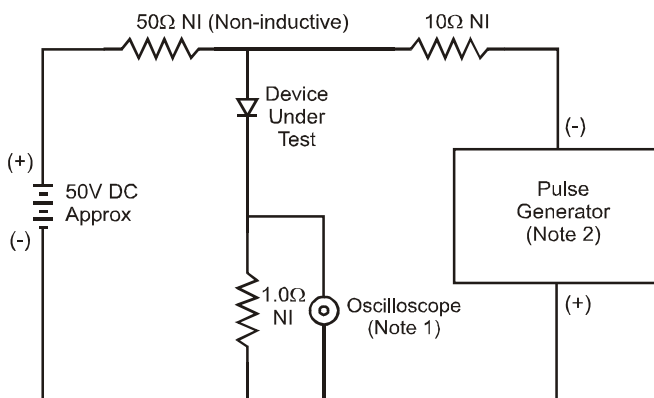 50Ω NI (Non-inductive)
10Ω NI
Device
Under
Test
(-)
(+)
50V DC
Approx
(-)
Pulse
Generator
(Note 2)
1.0Ω
NI
Oscilloscope
(Note 1)
(+)